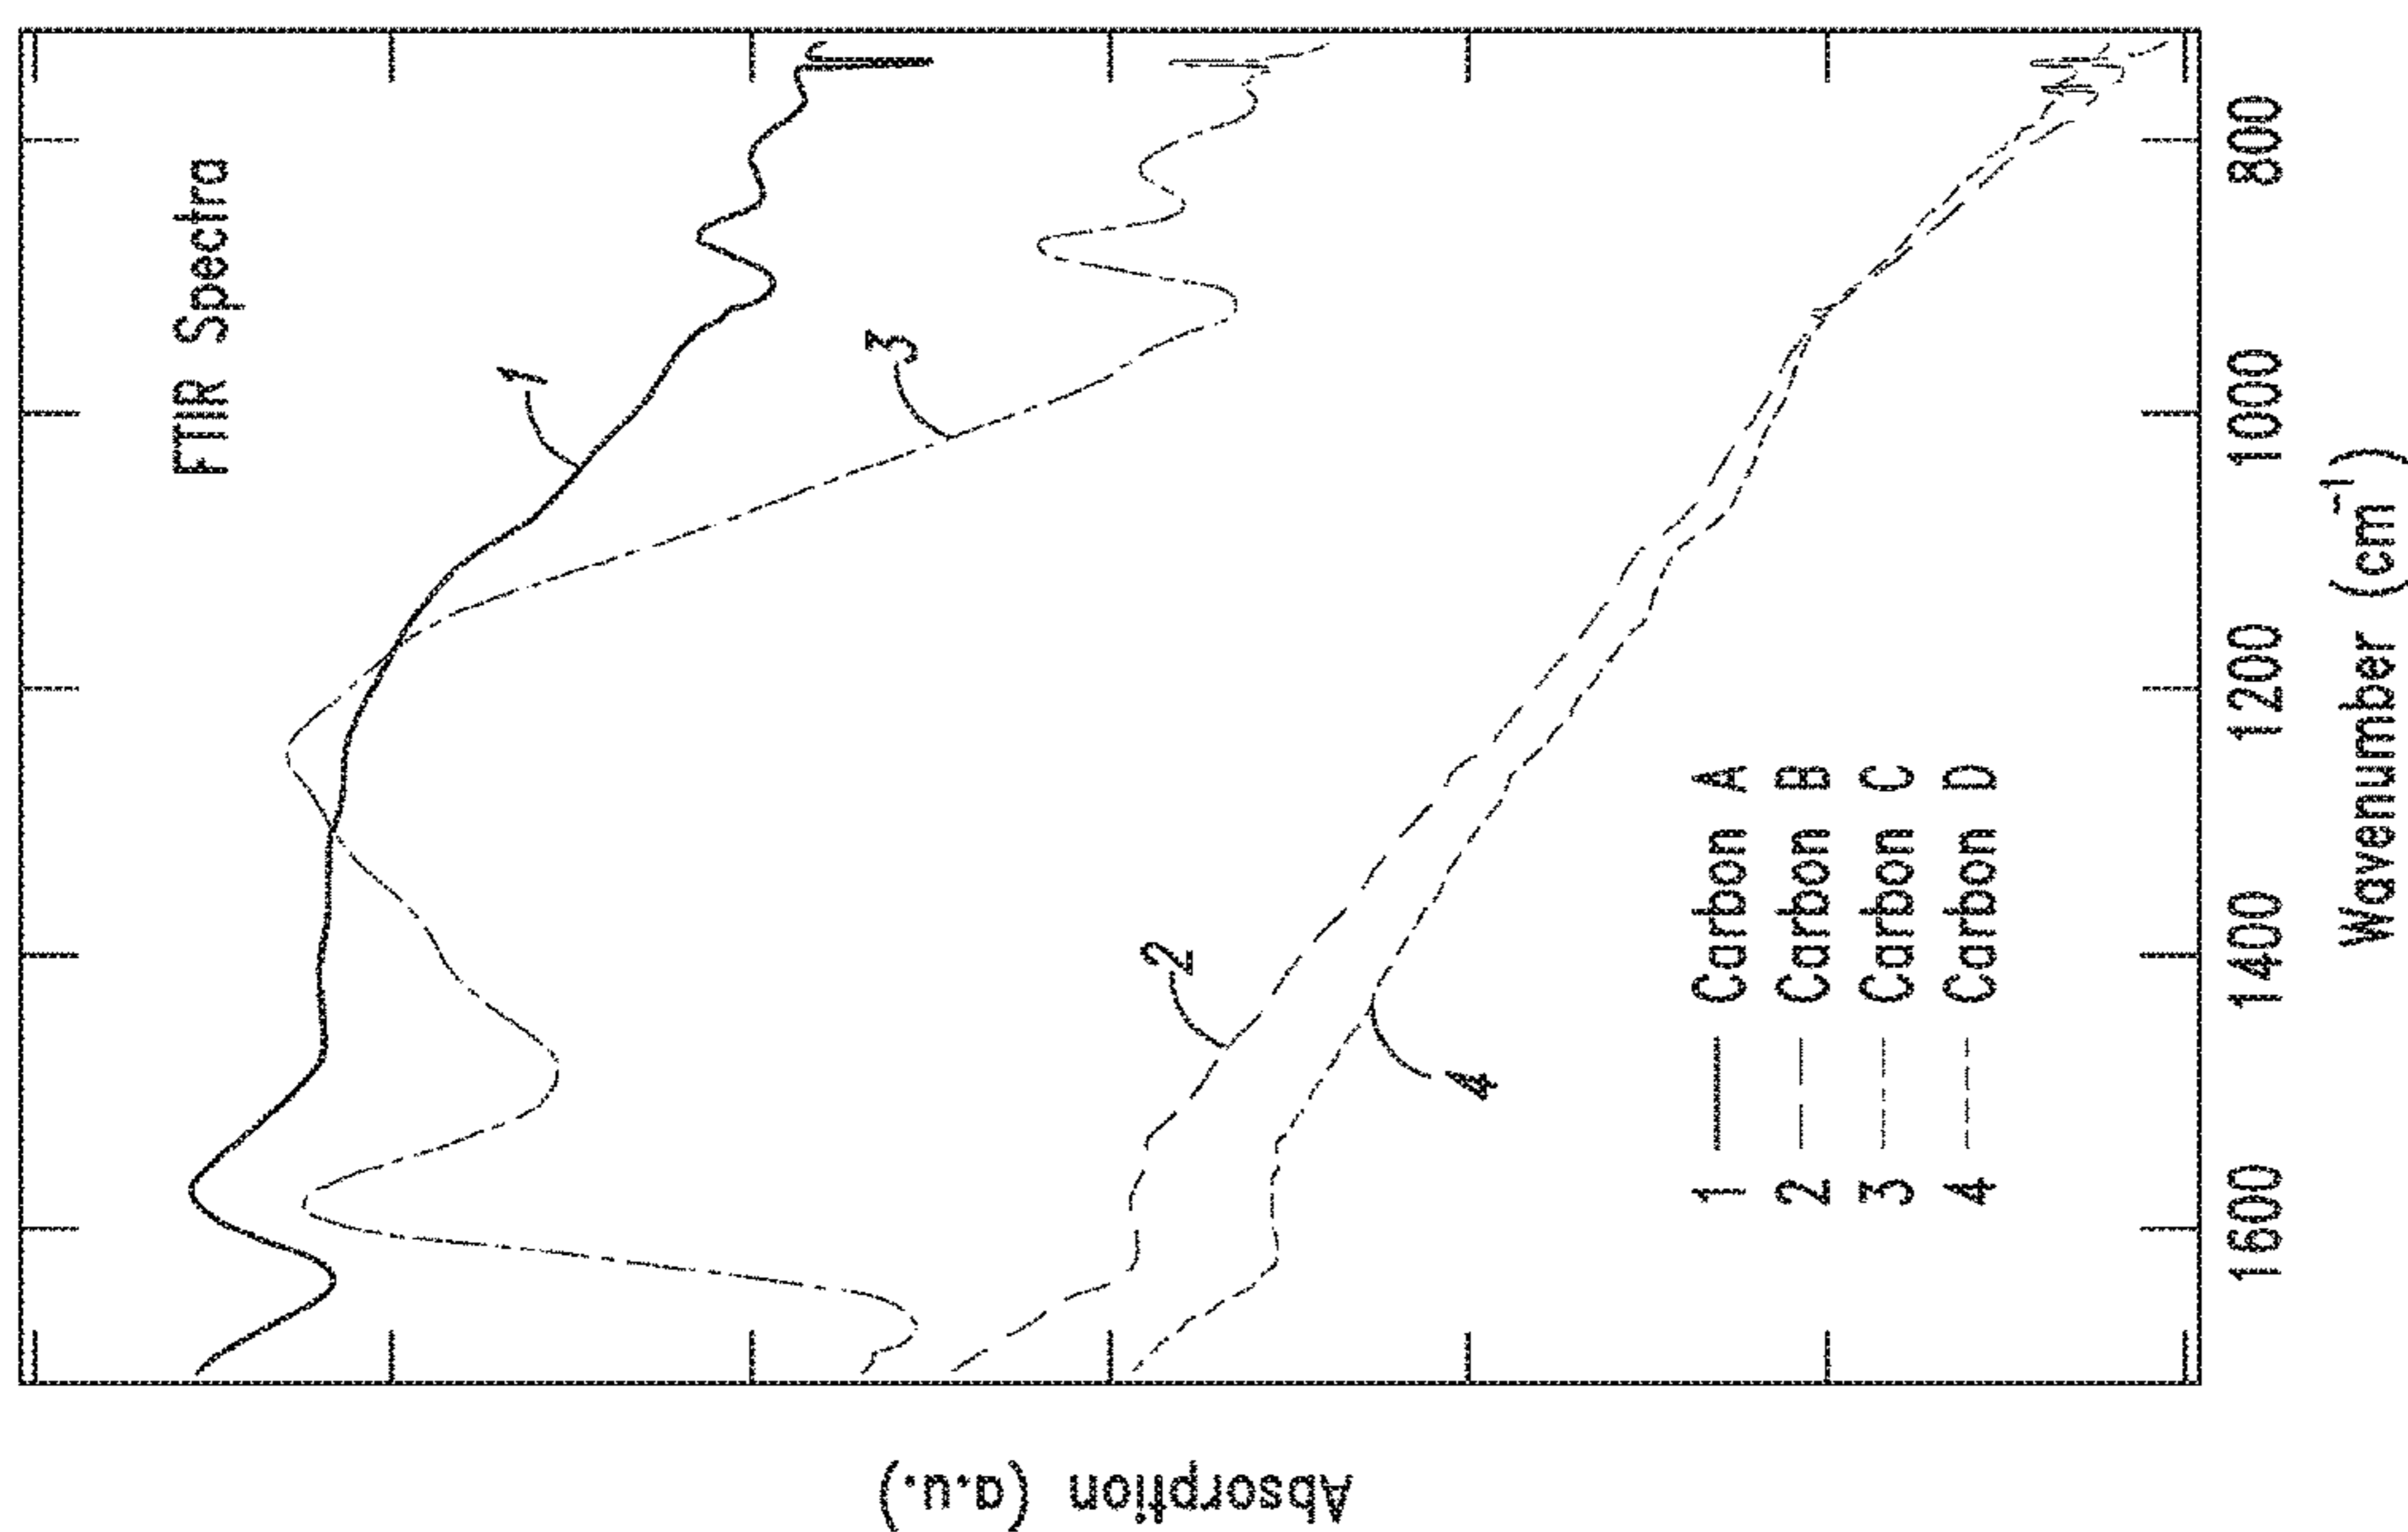 FTIR Spectra
1
3
2
4
1 Carbon A
2 Carbon B
3 Carbon C
4 Carbon D
1600 1400 1200 1000 800
Wavenumber (cm⁻¹)
Absorption (a.u.)